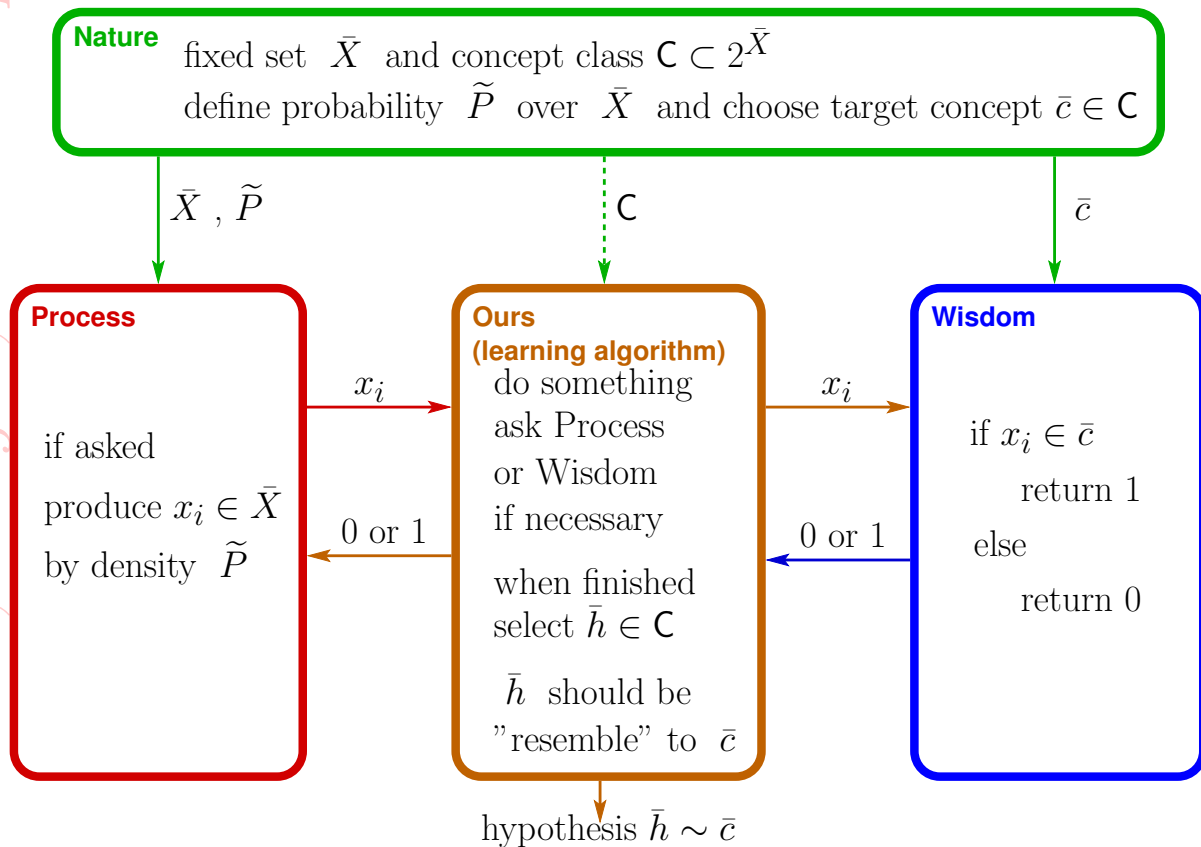 Nature
fixed set X̄ and concept class C ⊂ 2^X̄
define probability P̃ over X̄ and choose target concept c̄ ∈ C
X̄ , P̃
C
c̄
Process
if asked
produce x_i ∈ X̄
by density P̃
x_i
0 or 1
Ours
(learning algorithm)
do something
ask Process
or Wisdom
if necessary
when finished
select h̄ ∈ C
h̄ should be
”resemble” to c̄
x_i
0 or 1
Wisdom
if x_i ∈ c̄
return 1
else
return 0
hypothesis h̄ ∼ c̄